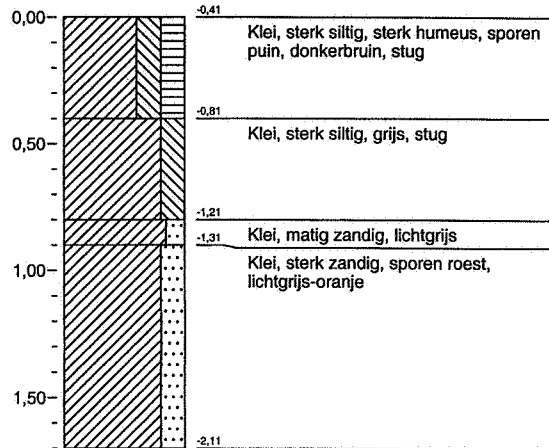 0,00
-0,41
Klei, sterk siltig, sterk humeus, sporen
puin, donkerbruin, stug
-0,81
0,50
Klei, sterk siltig, grijs, stug
-1,21
Klei, matig zandig, lichtgrijs
-1,31
Klei, sterk zandig, sporen roest,
lichtgrijs-oranje
1,00
1,50
-2,11